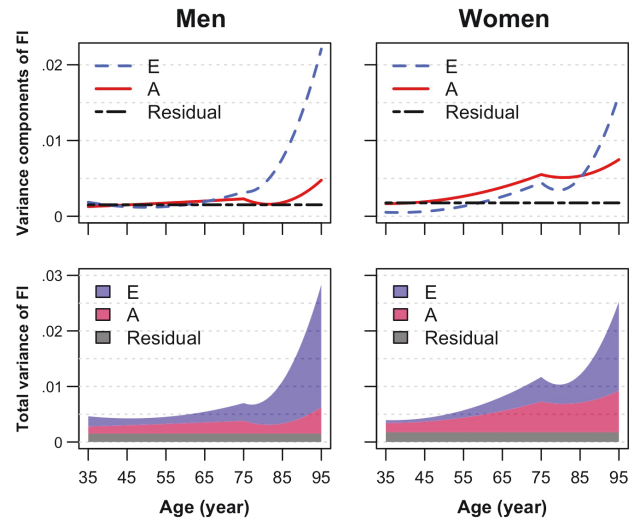 Men
Women
Variance components of FI
.02
.01
0
E
A
Residual
E
A
Residual
Total variance of FI
.03
.02
.01
0
E
A
Residual
E
A
Residual
35 45 55 65 75 85 95
35 45 55 65 75 85 95
Age (year)
Age (year)